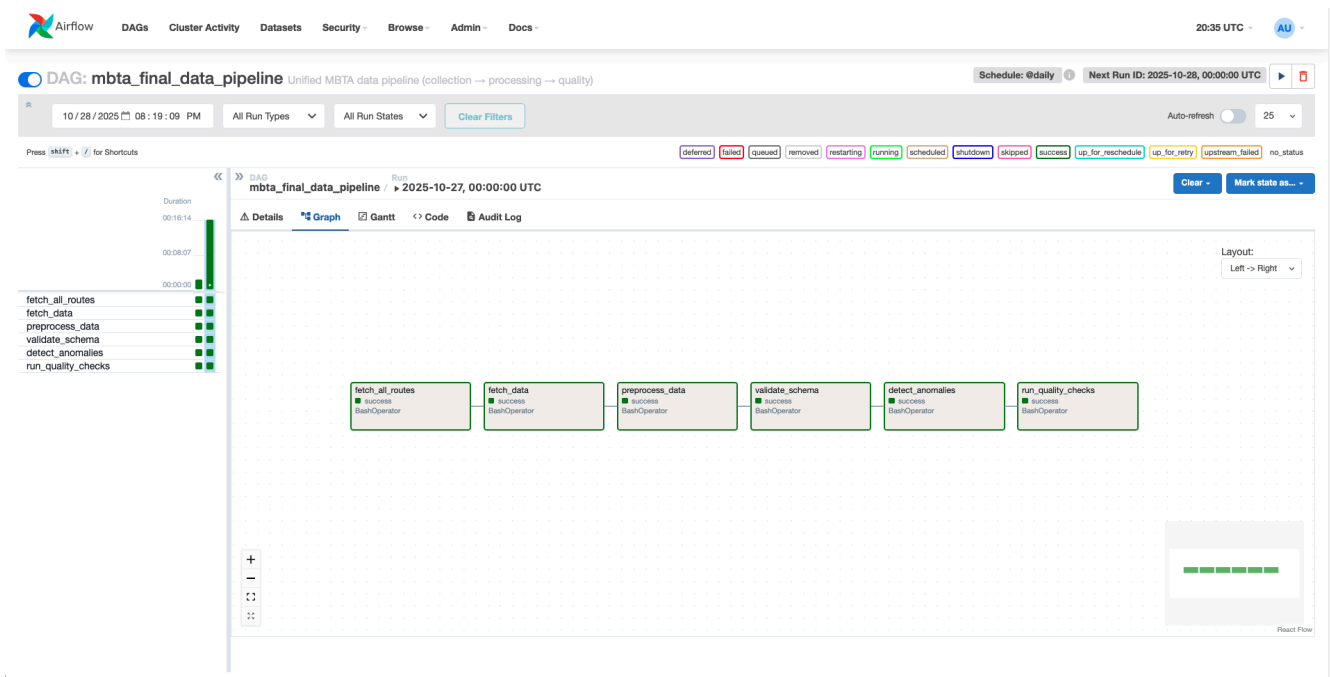 Airflow DAGs Cluster Activity Datasets Security Browse Admin Docs 20:35 UTC AU
DAG: mbta_final_data_pipeline Unified MBTA data pipeline (collection → processing → quality) Schedule: @daily Next Run ID: 2025-10-28, 00:00:00 UTC
10 / 28 / 2025 08 : 19 : 09 PM All Run Types All Run States Clear Filters Auto-refresh 25
Press shift + / for Shortcuts deferred failed queued removed restarting running scheduled shutdown skipped success up_for_reschedule up_for_retry upstream_failed no_status
DAG Run
mbta_final_data_pipeline / 2025-10-27, 00:00:00 UTC Clear Mark state as...
Details Graph Gantt Code Audit Log
Duration
00:16:14
00:08:07
00:00:00
fetch_all_routes
fetch_data
preprocess_data
validate_schema
detect_anomalies
run_quality_checks
Layout:
Left -> Right
fetch_all_routes fetch_data preprocess_data validate_schema detect_anomalies run_quality_checks
success success success success success success
BashOperator BashOperator BashOperator BashOperator BashOperator BashOperator
React Flow